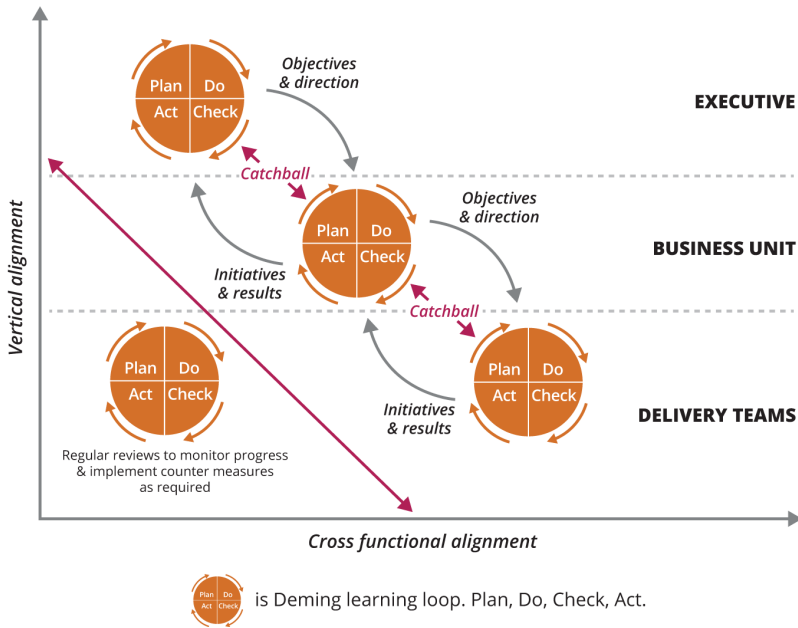 Plan Do
Act Check
Objectives
& direction
EXECUTIVE
Catchball
Vertical alignment
Plan Do
Act Check
Objectives
& direction
BUSINESS UNIT
Initiatives
& results
Catchball
Plan Do
Act Check
Plan Do
Act Check
Initiatives
& results
DELIVERY TEAMS
Regular reviews to monitor progress
& implement counter measures
as required
Cross functional alignment
Plan Do
Act Check
is Deming learning loop. Plan, Do, Check, Act.